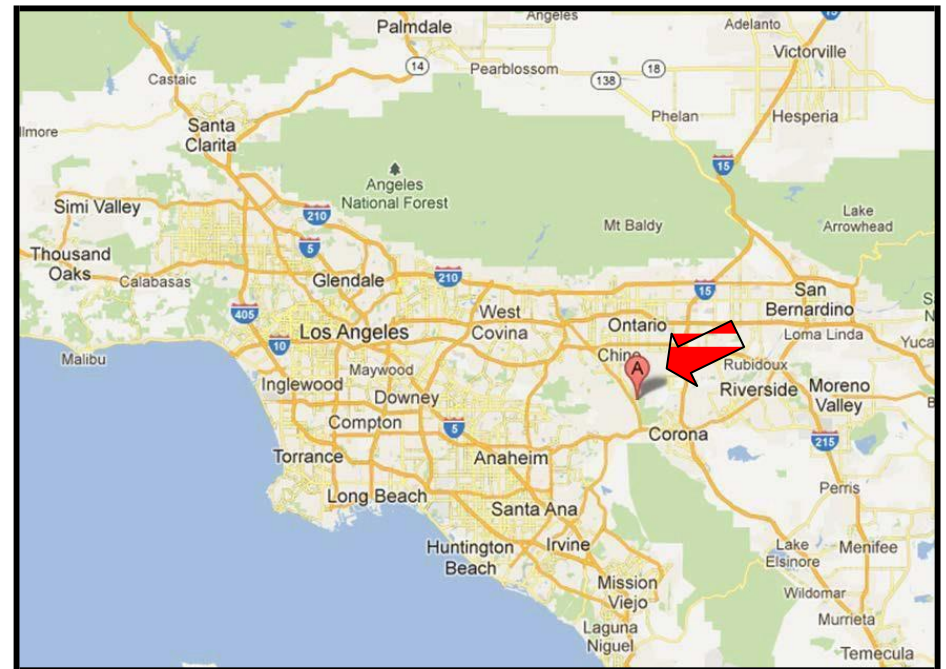 Angeles
Palmdale
Adelanto
15
Victorville
14
Pearblossom
138
18
Castaic
Phelan
Hesperia
Santa
Clarita
llmore
15
Angeles
National Forest
Simi Valley
210
Mt Baldy
Lake
Arrowhead
5
Thousand
Oaks
Calabasas
Glendale
210
15
San
Bernardino
405
West
Covina
Ontario
Los Angeles
Loma Linda
Yuca
10
Malibu
Maywood
Chino
A
Rubidoux
Inglewood
Riverside
Moreno
Valley
Downey
Compton
5
Corona
215
Torrance
Anaheim
Long Beach
Perris
Santa Ana
Huntington
Beach
Irvine
Lake
Elsinore
Menifee
Mission
Viejo
Wildomar
Murrieta
Laguna
Niguel
Temecula